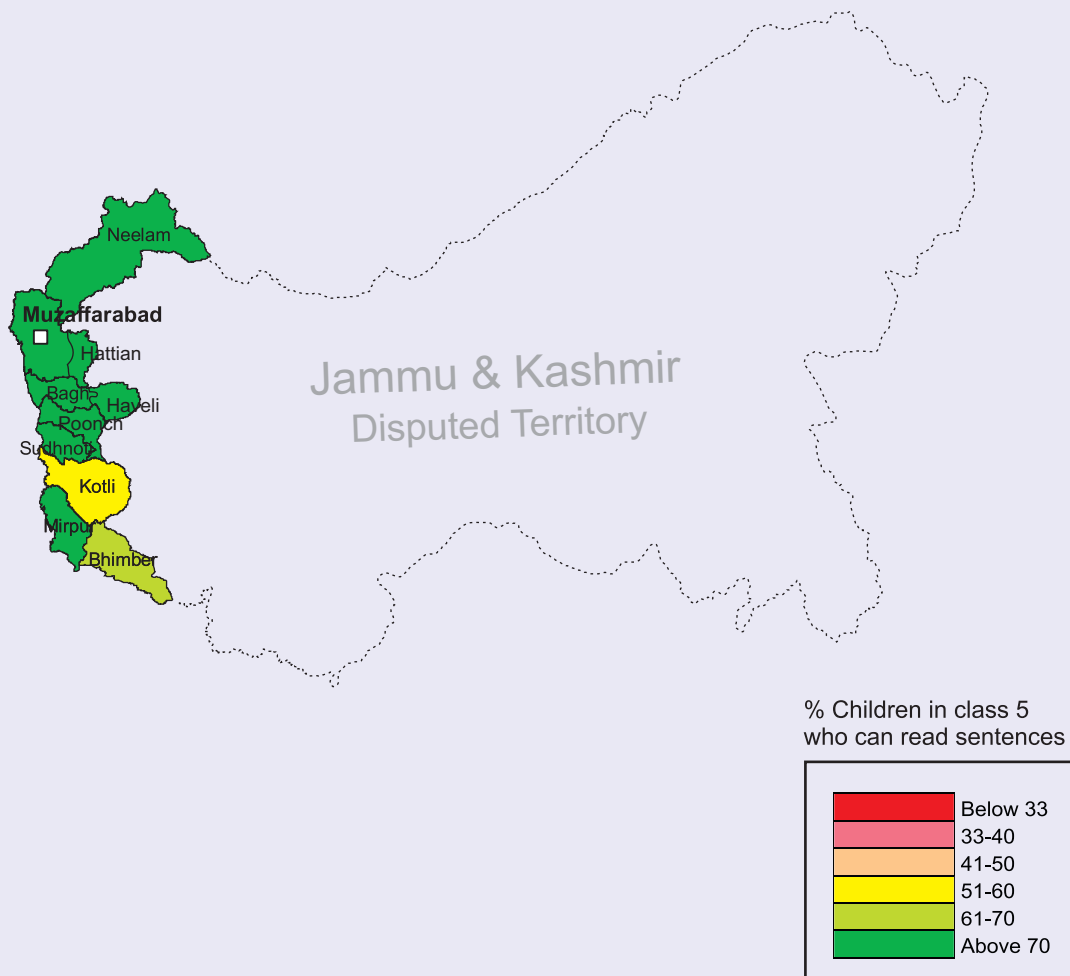 Neelam
Muzaffarabad
Hattian
Jammu & Kashmir
Disputed Territory
Bagh
Haveli
Poonch
Sudhnoti
Kotli
Mirpur
Bhimber
% Children in class 5
who can read sentences
Below 33
33-40
41-50
51-60
61-70
Above 70